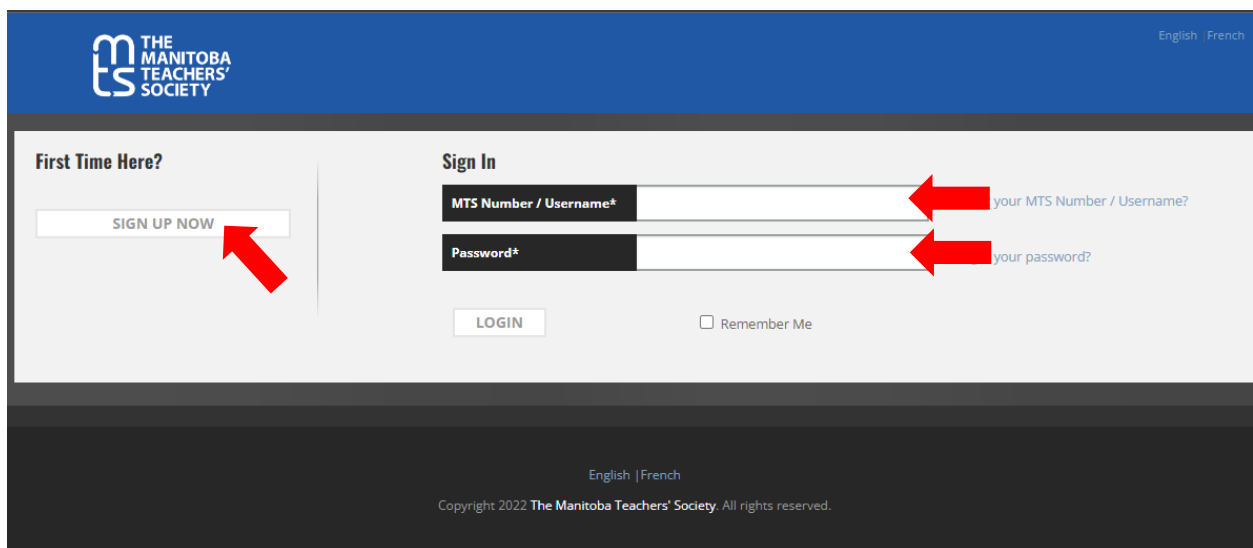 mts THE
MANITOBA
TEACHERS'
SOCIETY
English |French
First Time Here?
SIGN UP NOW
Sign In
MTS Number / Username*
your MTS Number / Username?
Password*
your password?
LOGIN
Remember Me
English |French
Copyright 2022 The Manitoba Teachers' Society. All rights reserved.